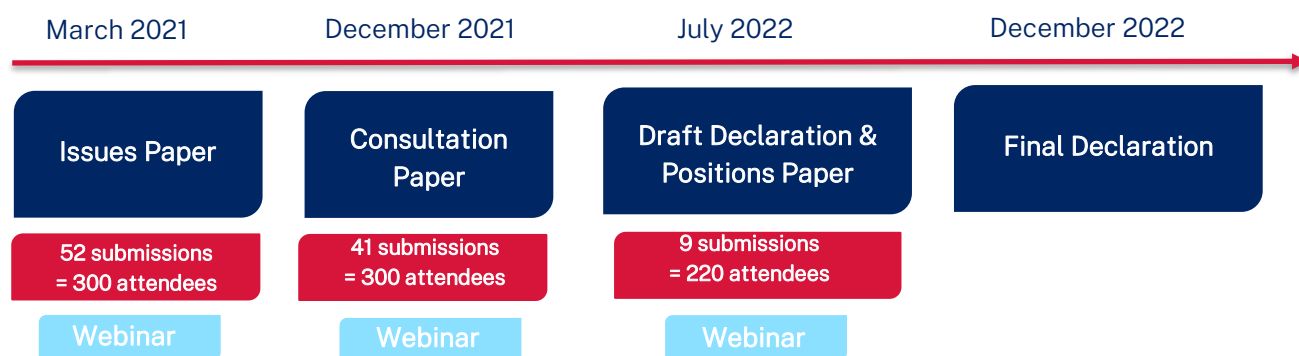 March 2021
December 2021
July 2022
December 2022
Issues Paper
Consultation
Paper
Draft Declaration &
Positions Paper
Final Declaration
52 submissions
= 300 attendees
41 submissions
= 300 attendees
9 submissions
= 220 attendees
Webinar
Webinar
Webinar